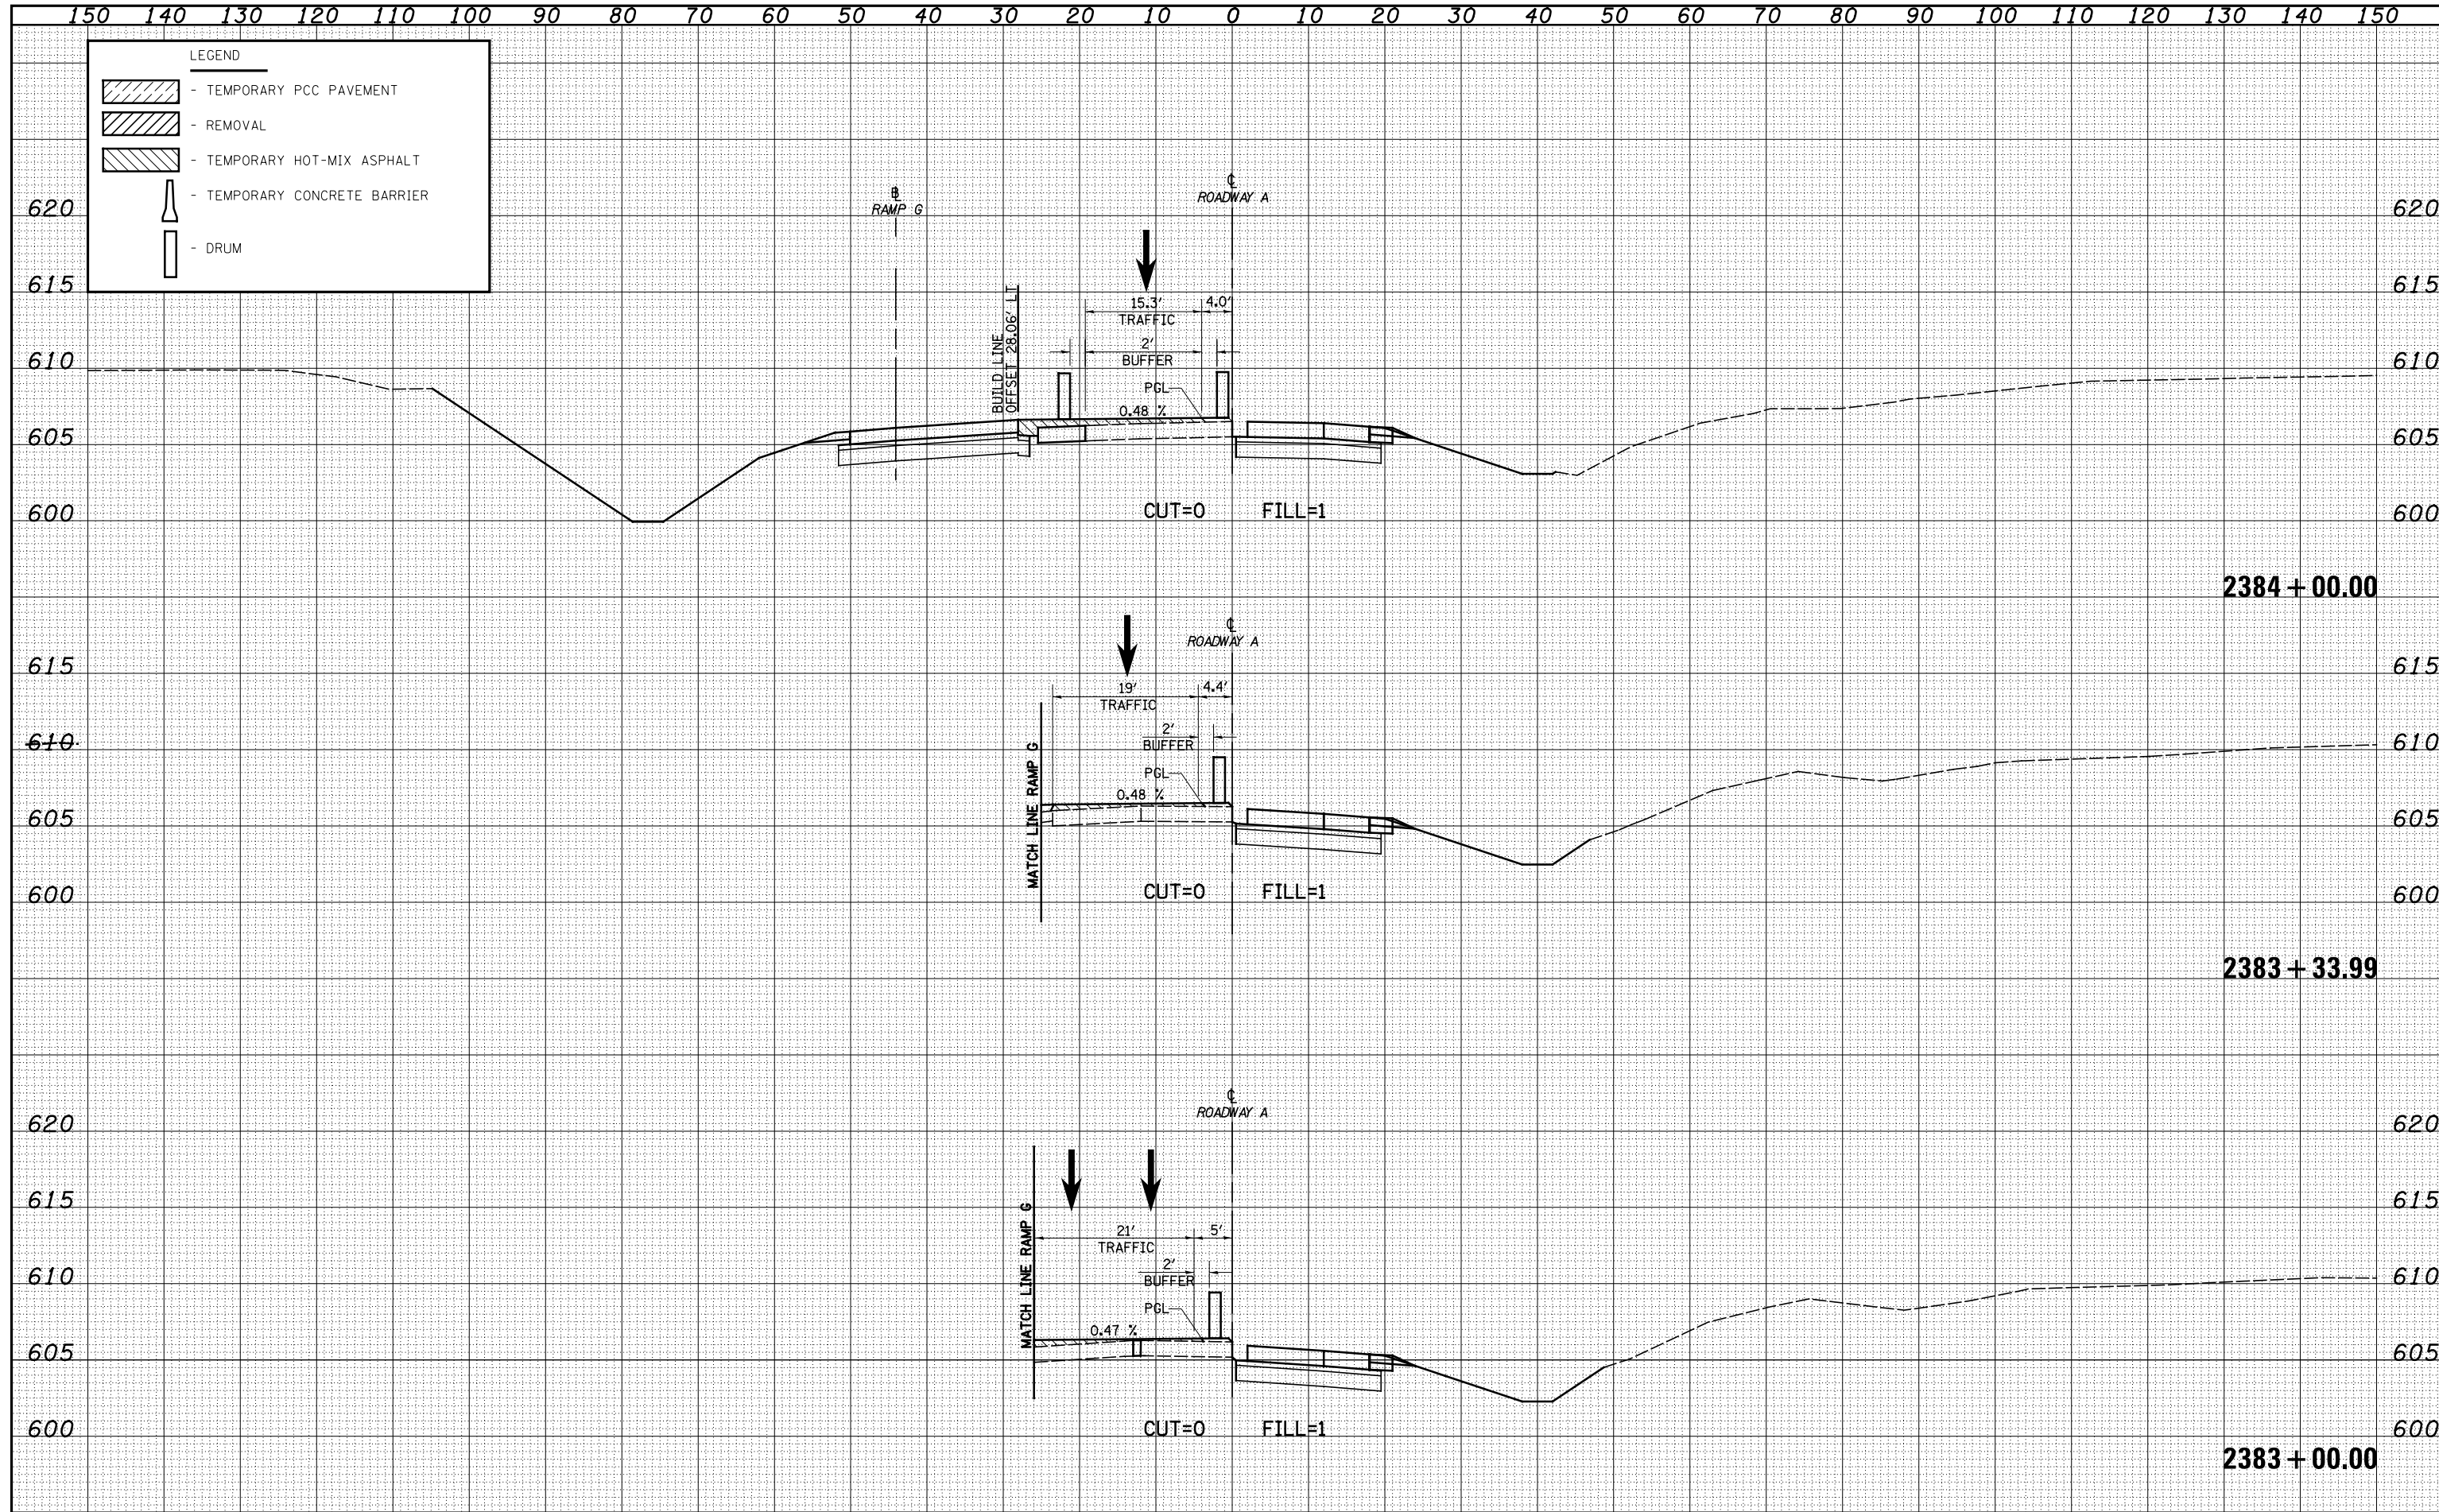 150 140 130 120 110 100 90 80 70 60 50 40 30 20 10 0 10 20 30 40 50 60 70 80 90 100 110 120 130 140 150
LEGEND
- TEMPORARY PCC PAVEMENT
- REMOVAL
- TEMPORARY HOT-MIX ASPHALT
- TEMPORARY CONCRETE BARRIER
- DRUM
℄
ROADWAY A
RAMP G
620 620
615 615
BUILD LINE
OFFSET 28.06' LT
15.3' 4.0'
TRAFFIC
2'
BUFFER
610 610
PGL
0.48 %
605 605
CUT=0 FILL=1
600 600
2384+00.00
℄
ROADWAY A
615 615
19' 4.4'
TRAFFIC
2'
BUFFER
610 610
MATCH LINE RAMP G
PGL
0.48 %
605 605
CUT=0 FILL=1
600 600
2383+33.99
℄
ROADWAY A
620 620
615 615
MATCH LINE RAMP G
21' 5'
TRAFFIC
2'
BUFFER
610 610
PGL
0.47 %
605 605
CUT=0 FILL=1
600 600
2383+00.00